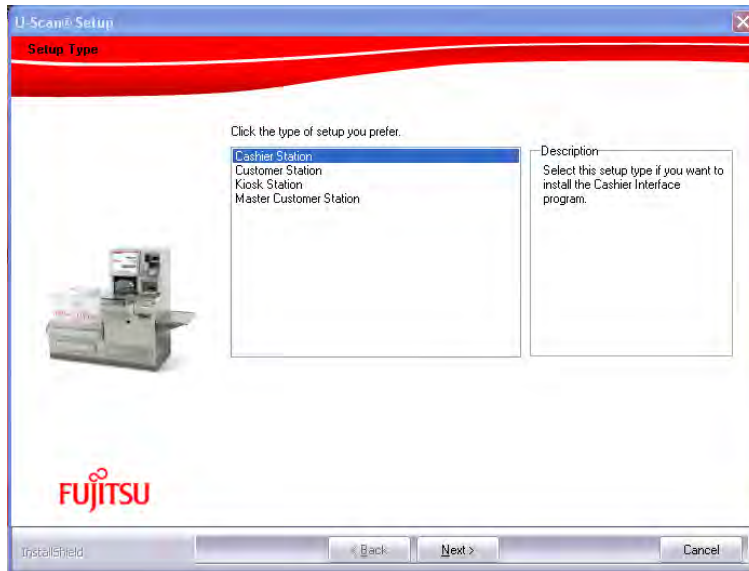 U-Scan® Setup
Setup Type
Click the type of setup you prefer.
Cashier Station
Customer Station
Kiosk Station
Master Customer Station
Description
Select this setup type if you want to
install the Cashier Interface
program.
FUJITSU
InstallShield
< Back
Next >
Cancel